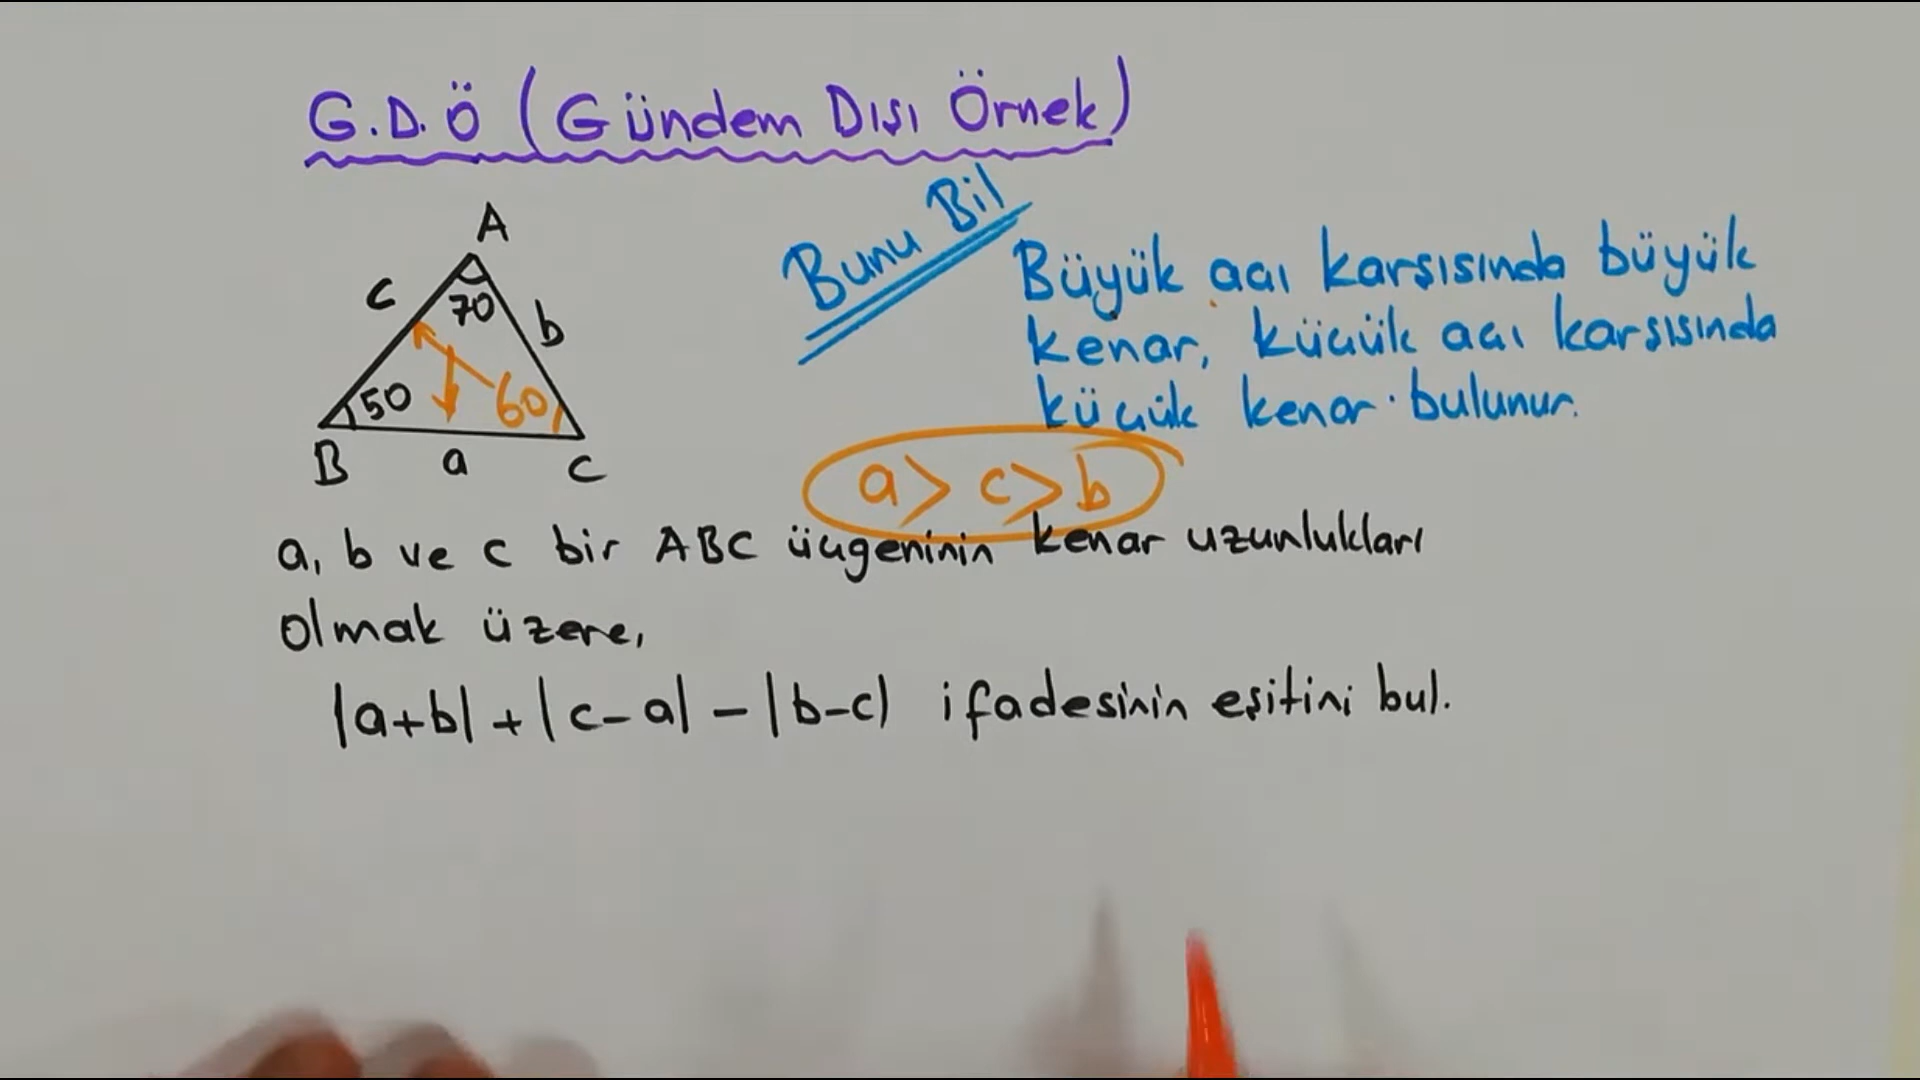 G.D.Ö (Gündem Dışı Örnek)
A
c
70
b
50
60
B
a
C
Bunu Bil
Büyük açı karşısında büyük
kenar, küçük açı karşısında
küçük kenar bulunur.
a > c > b
a, b ve c bir ABC üçgeninin kenar uzunlukları
olmak üzere,
|a+b| + |c-a| - |b-c| ifadesinin eşitini bul.